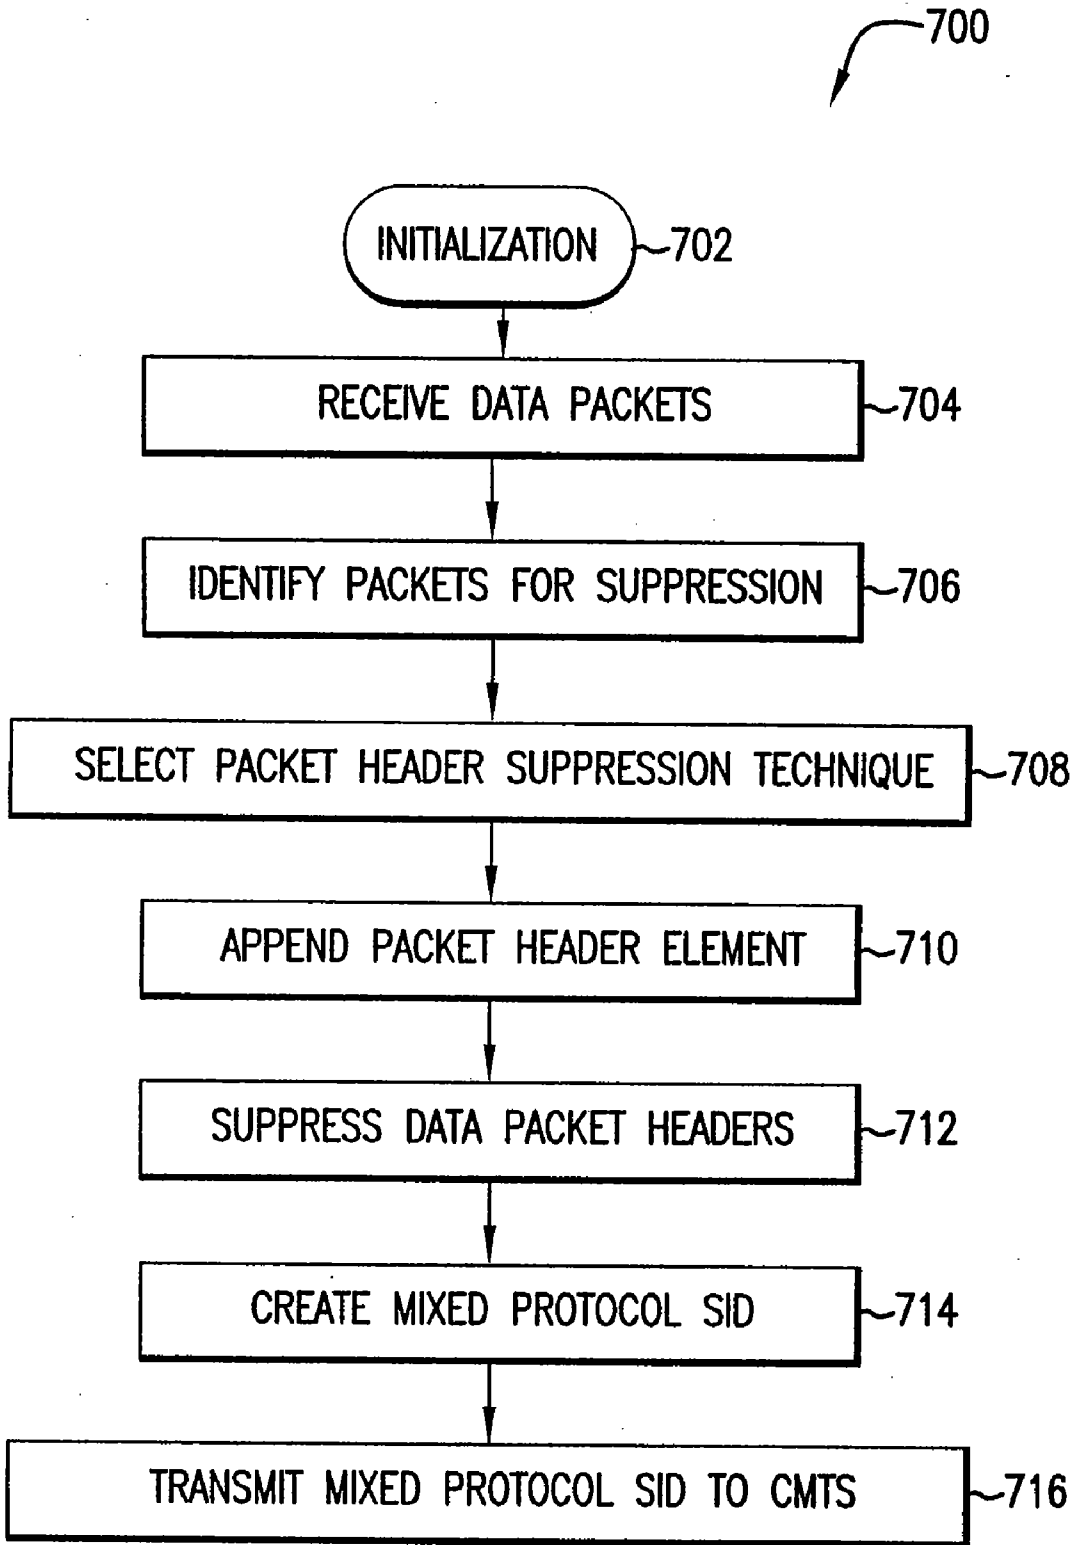 700
INITIALIZATION 702
RECEIVE DATA PACKETS 704
IDENTIFY PACKETS FOR SUPPRESSION 706
SELECT PACKET HEADER SUPPRESSION TECHNIQUE 708
APPEND PACKET HEADER ELEMENT 710
SUPPRESS DATA PACKET HEADERS 712
CREATE MIXED PROTOCOL SID 714
TRANSMIT MIXED PROTOCOL SID TO CMTS 716